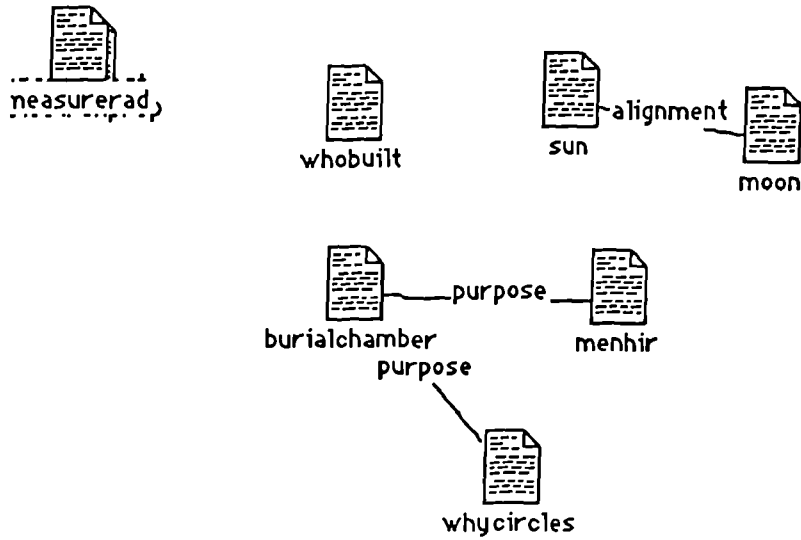 neasurerad,
whobuilt
sun
alignment
moon
burialchamber
purpose
menhir
purpose
whycircles